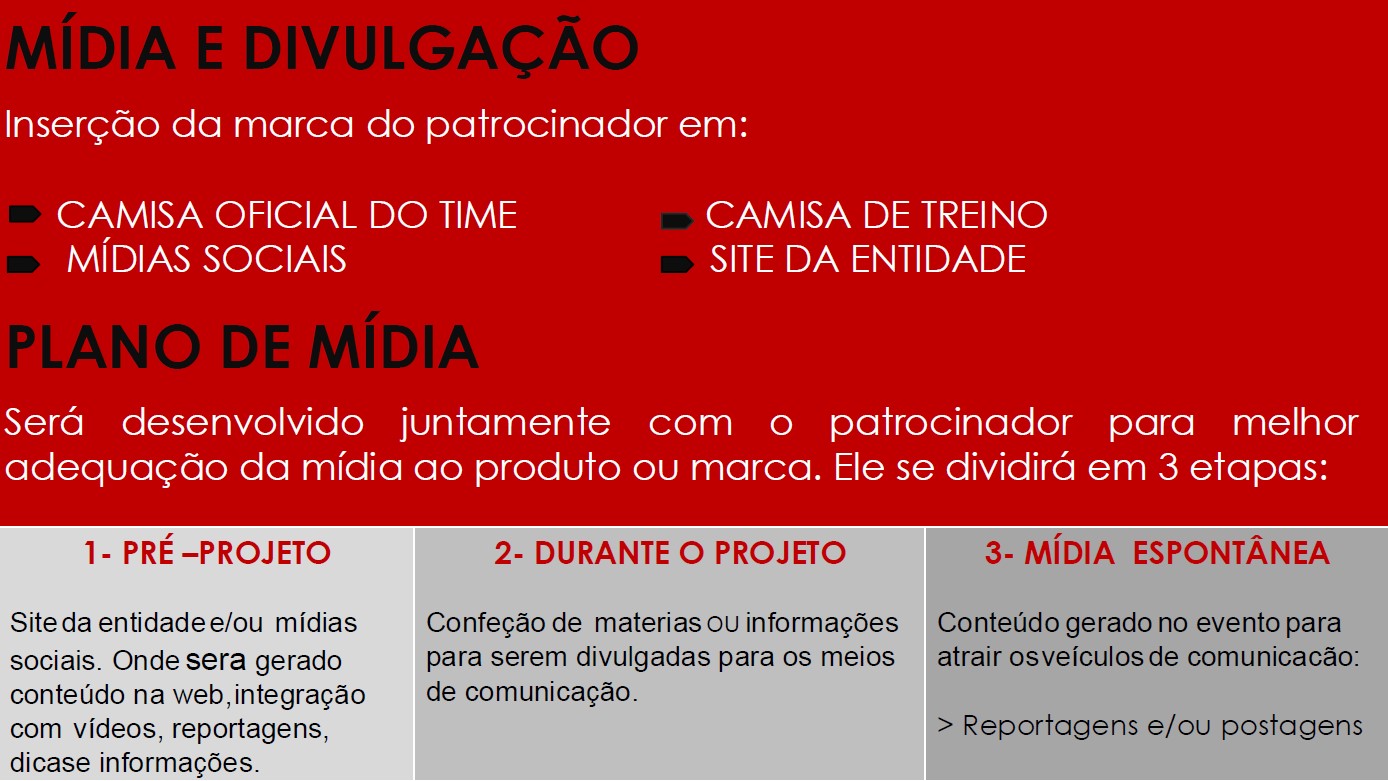 MÍDIA E DIVULGAÇÃO
Inserção da marca do patrocinador em:
CAMISA OFICIAL DO TIME
MÍDIAS SOCIAIS
CAMISA DE TREINO
SITE DA ENTIDADE
PLANO DE MÍDIA
Será desenvolvido juntamente com o patrocinador para melhor
adequação da mídia ao produto ou marca. Ele se dividirá em 3 etapas:
1- PRÉ –PROJETO
Site da entidade e/ou mídias
sociais. Onde sera gerado
conteúdo na web,integração
com vídeos, reportagens,
dicase informações.
2- DURANTE O PROJETO
Confeção de materias OU informações
para serem divulgadas para os meios
de comunicação.
3- MÍDIA ESPONTÂNEA
Conteúdo gerado no evento para
atrair os veículos de comunicacão:
> Reportagens e/ou postagens